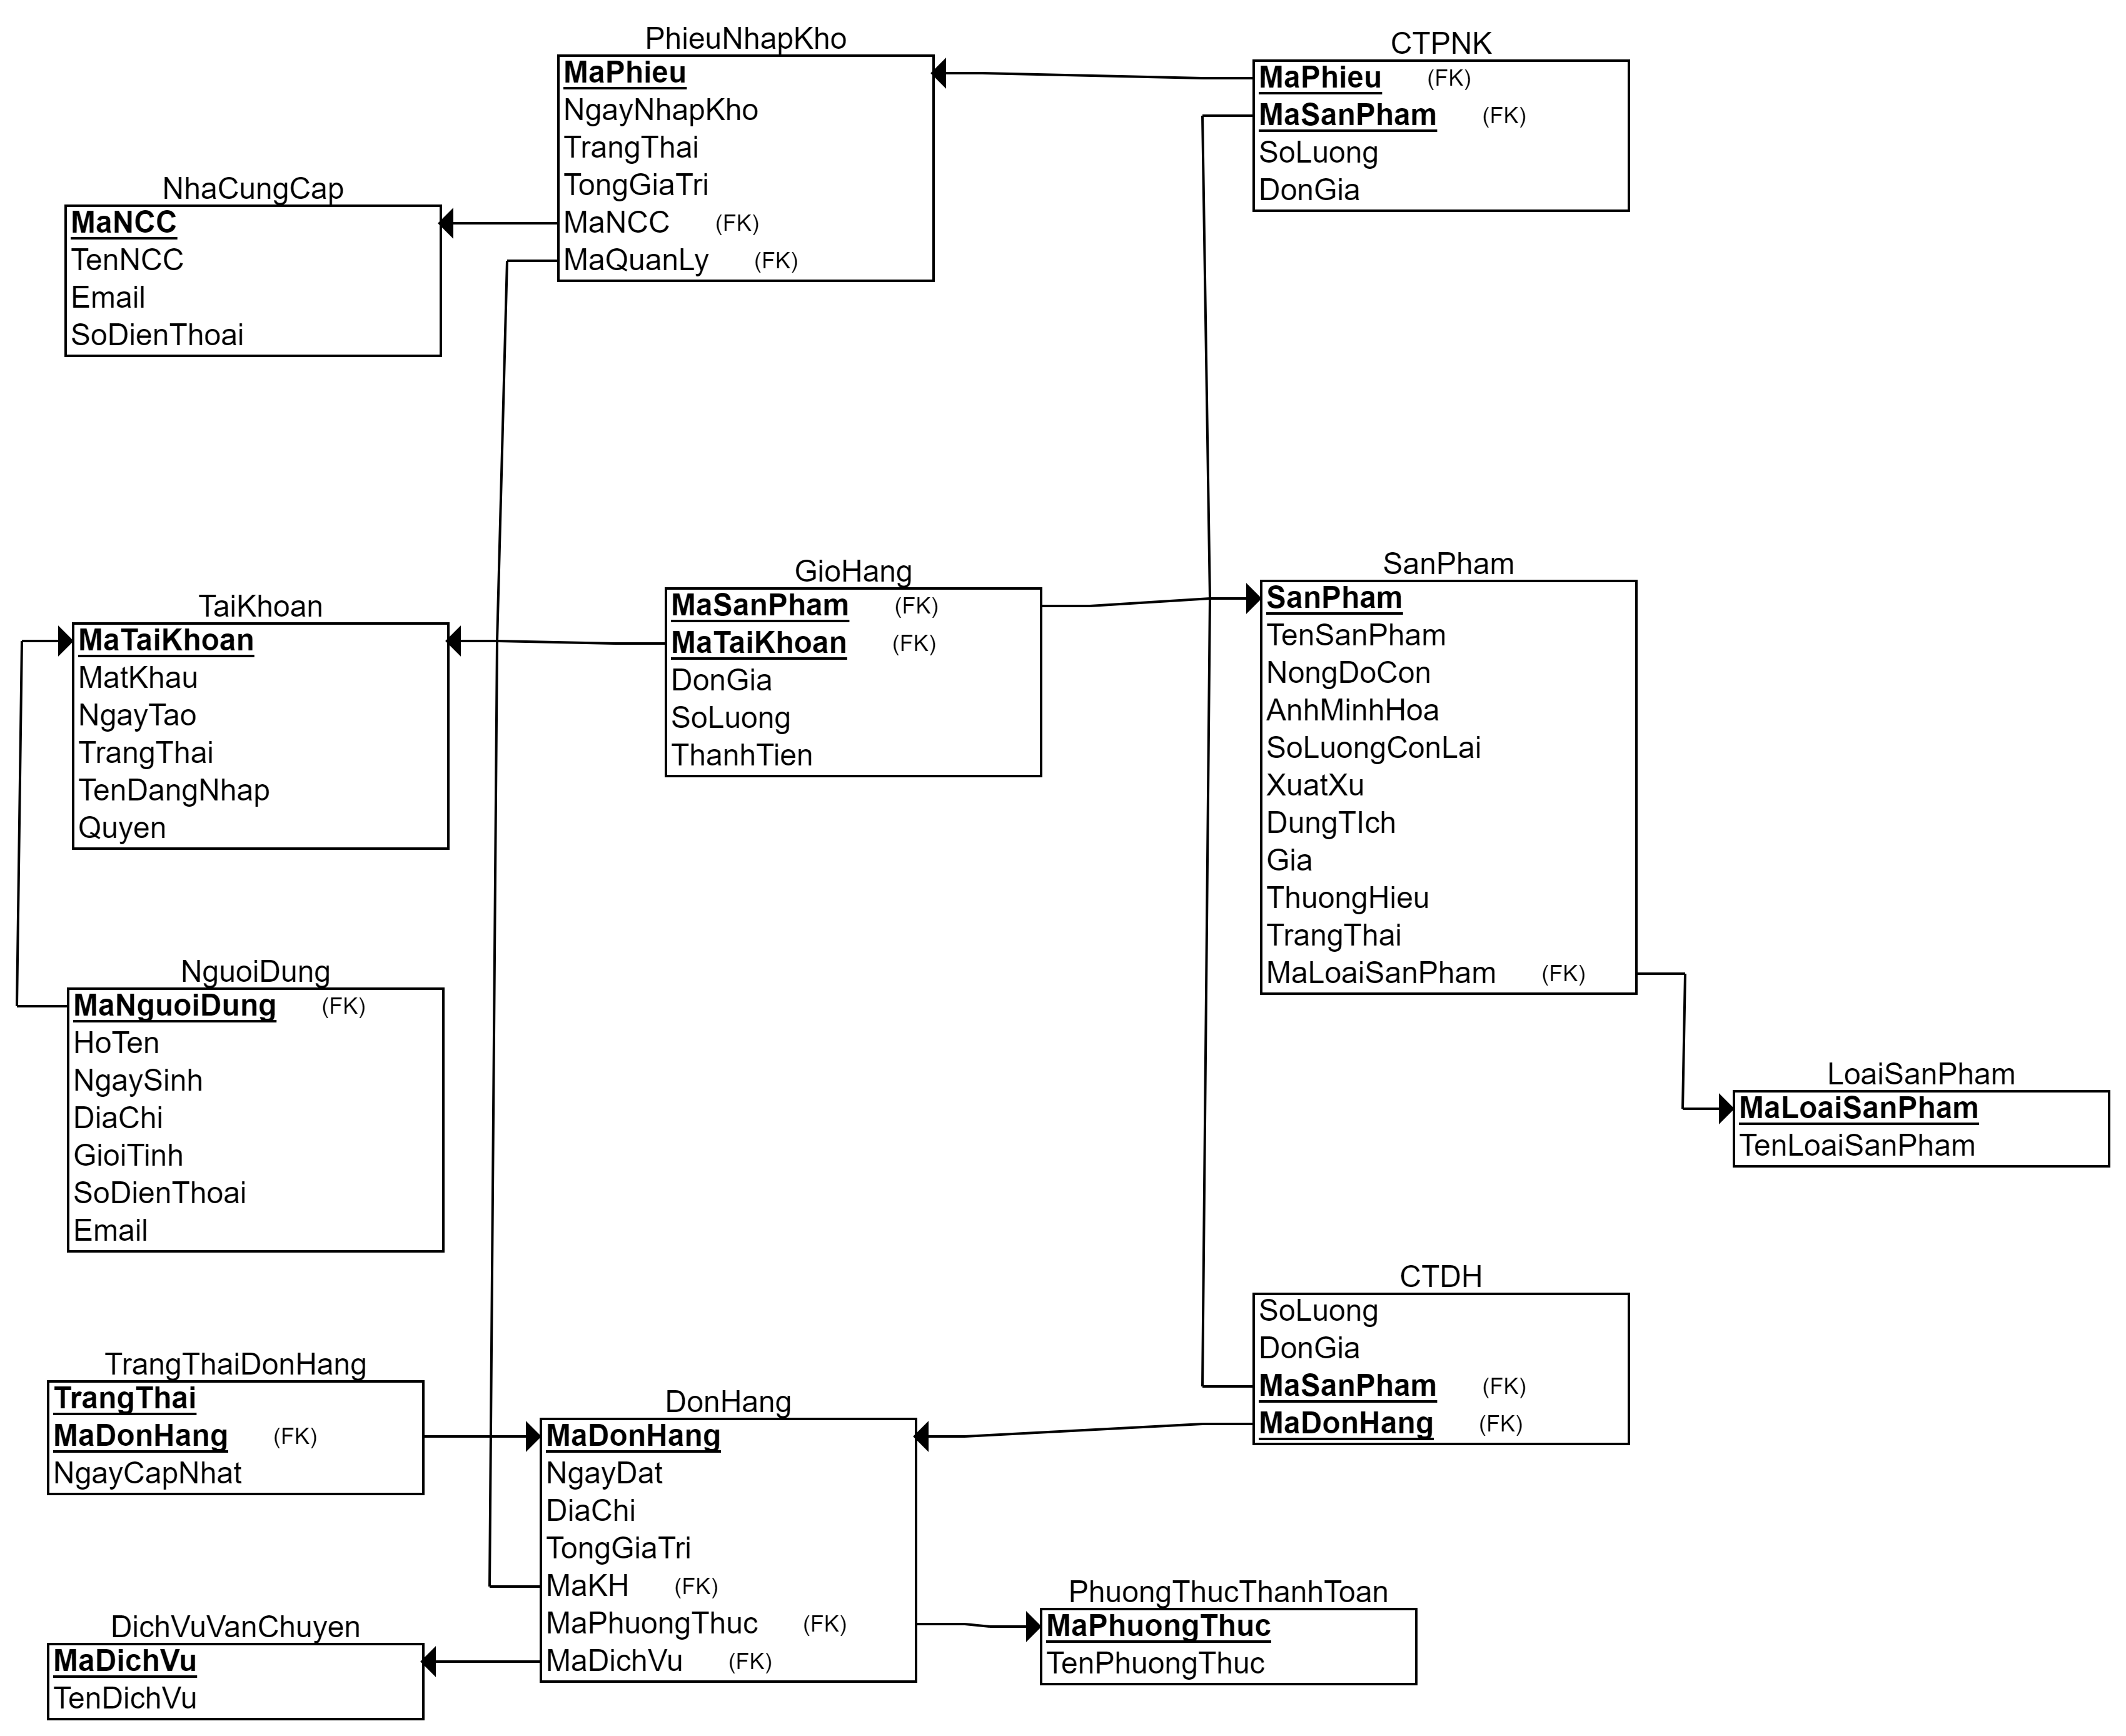 PhieuNhapKho
MaPhieu
NgayNhapKho
TrangThai
TongGiaTri
MaNCC (FK)
MaQuanLy (FK)
CTPNK
MaPhieu (FK)
MaSanPham (FK)
SoLuong
DonGia
NhaCungCap
MaNCC
TenNCC
Email
SoDienThoai
TaiKhoan
MaTaiKhoan
MatKhau
NgayTao
TrangThai
TenDangNhap
Quyen
GioHang
MaSanPham (FK)
MaTaiKhoan (FK)
DonGia
SoLuong
ThanhTien
SanPham
SanPham
TenSanPham
NongDoCon
AnhMinhHoa
SoLuongConLai
XuatXu
DungTIch
Gia
ThuongHieu
TrangThai
MaLoaiSanPham (FK)
NguoiDung
MaNguoiDung (FK)
HoTen
NgaySinh
DiaChi
GioiTinh
SoDienThoai
Email
LoaiSanPham
MaLoaiSanPham
TenLoaiSanPham
CTDH
SoLuong
DonGia
MaSanPham (FK)
MaDonHang (FK)
TrangThaiDonHang
TrangThai
MaDonHang (FK)
NgayCapNhat
DonHang
MaDonHang
NgayDat
DiaChi
TongGiaTri
MaKH (FK)
MaPhuongThuc (FK)
MaDichVu (FK)
PhuongThucThanhToan
MaPhuongThuc
TenPhuongThuc
DichVuVanChuyen
MaDichVu
TenDichVu